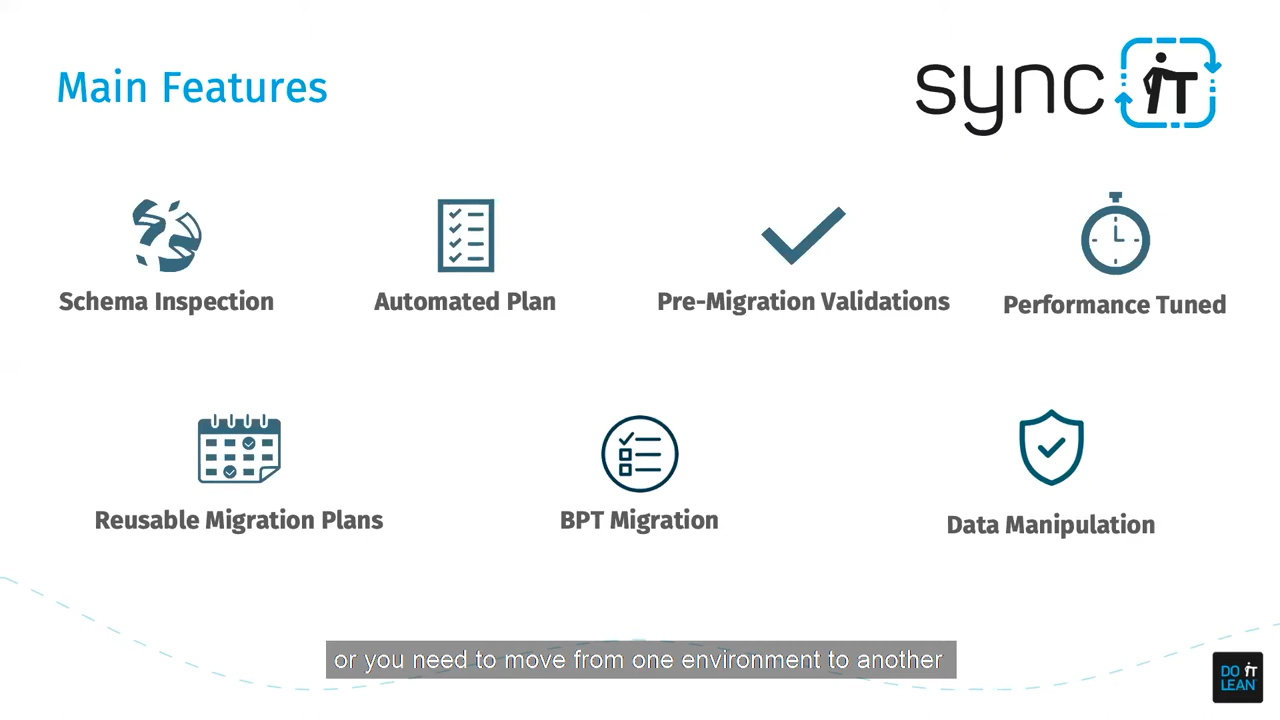 Main Features
sync iT
Schema Inspection
Automated Plan
Pre-Migration Validations
Performance Tuned
Reusable Migration Plans
BPT Migration
Data Manipulation
or you need to move from one environment to another
DO iT
LEAN